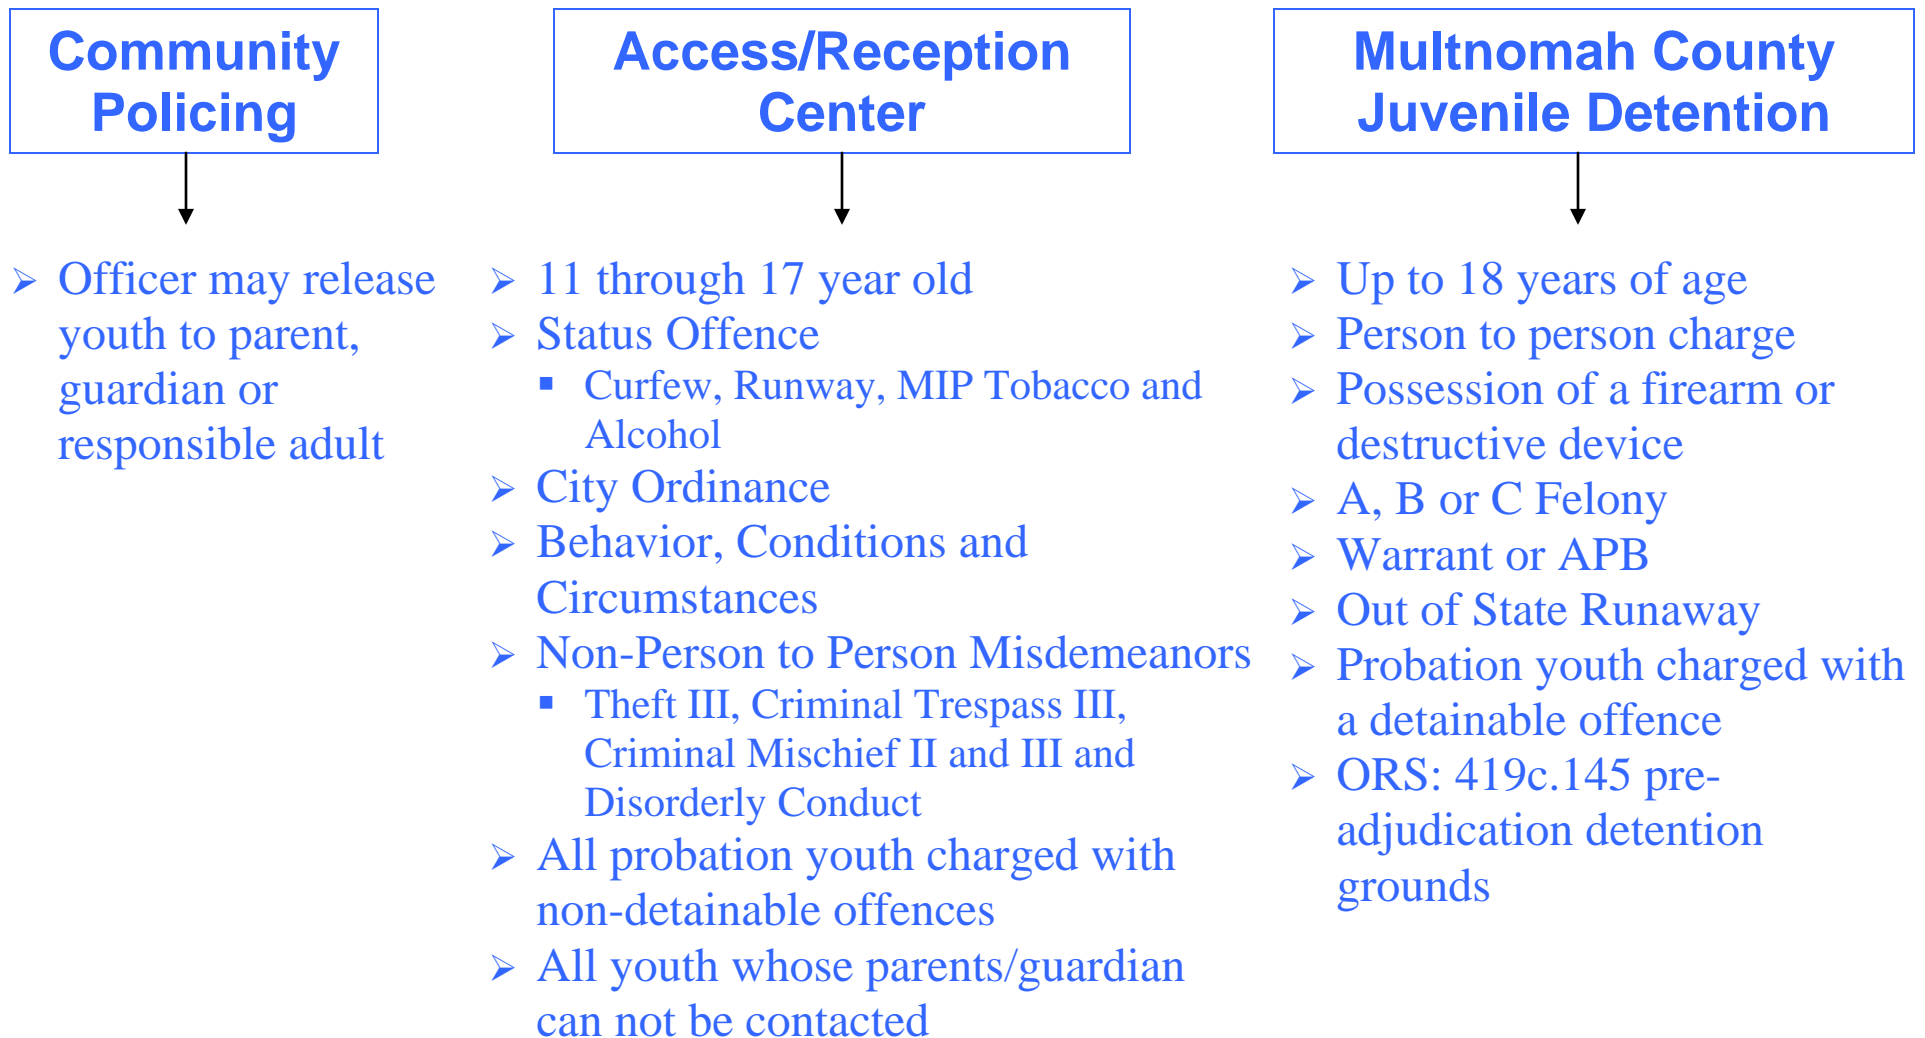 Community
Policing
Officer may release
youth to parent,
guardian or
responsible adult
Access/Reception
Center
11 through 17 year old
Status Offence
Curfew, Runway, MIP Tobacco and
Alcohol
City Ordinance
Behavior, Conditions and
Circumstances
Non-Person to Person Misdemeanors
Theft III, Criminal Trespass III,
Criminal Mischief II and III and
Disorderly Conduct
All probation youth charged with
non-detainable offences
All youth whose parents/guardian
can not be contacted
Multnomah County
Juvenile Detention
Up to 18 years of age
Person to person charge
Possession of a firearm or
destructive device
A, B or C Felony
Warrant or APB
Out of State Runaway
Probation youth charged with
a detainable offence
ORS: 419c.145 pre-
adjudication detention
grounds